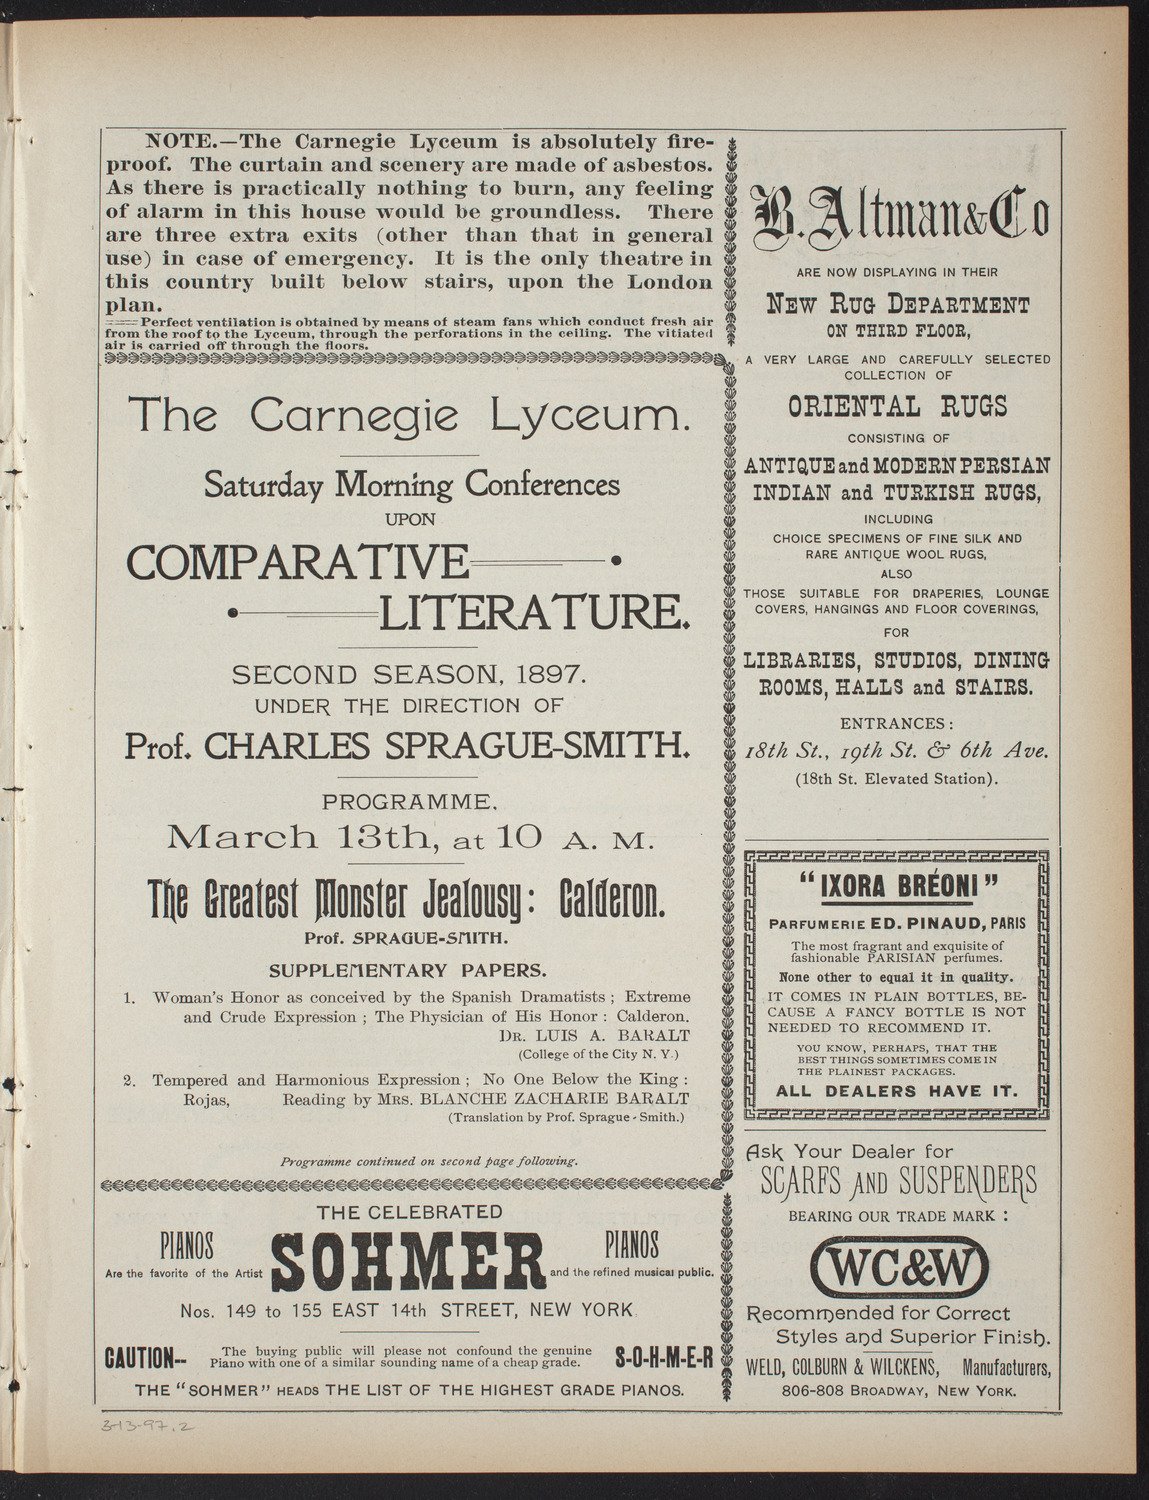 NOTE.—The Carnegie Lyceum is absolutely fire-
proof. The curtain and scenery are made of asbestos.
As there is practically nothing to burn, any feeling
of alarm in this house would be groundless. There
are three extra exits (other than that in general
use) in case of emergency. It is the only theatre in
this country built below stairs, upon the London
plan.
Perfect ventilation is obtained by means of steam fans which conduct fresh air
from the roof to the Lyceum, through the perforations in the ceiling. The vitiated
air is carried off through the floors.
The Carnegie Lyceum.
Saturday Morning Conferences
UPON
COMPARATIVE
LITERATURE.
SECOND SEASON, 1897.
UNDER THE DIRECTION OF
Prof. CHARLES SPRAGUE-SMITH.
PROGRAMME.
March 13th, at 10 A. M.
The Greatest Monster Jealousy: Calderon.
Prof. SPRAGUE-SMITH.
SUPPLEMENTARY PAPERS.
1. Woman's Honor as conceived by the Spanish Dramatists; Extreme
and Crude Expression; The Physician of His Honor: Calderon.
DR. LUIS A. BARALT
(College of the City N. Y.)
2. Tempered and Harmonious Expression; No One Below the King:
Rojas, Reading by MRS. BLANCHE ZACHARIE BARALT
(Translation by Prof. Sprague-Smith.)
Programme continued on second page following.
THE CELEBRATED
PIANOS SOHMER PIANOS
Are the favorite of the Artist and the refined musical public.
Nos. 149 to 155 EAST 14th STREET, NEW YORK.
CAUTION-- The buying public will please not confound the genuine S-O-H-M-E-R
Piano with one of a similar sounding name of a cheap grade.
THE "SOHMER" HEADS THE LIST OF THE HIGHEST GRADE PIANOS.
3-13-97.2
B. Altman & Co
ARE NOW DISPLAYING IN THEIR
NEW RUG DEPARTMENT
ON THIRD FLOOR,
A VERY LARGE AND CAREFULLY SELECTED
COLLECTION OF
ORIENTAL RUGS
CONSISTING OF
ANTIQUE and MODERN PERSIAN
INDIAN and TURKISH RUGS,
INCLUDING
CHOICE SPECIMENS OF FINE SILK AND
RARE ANTIQUE WOOL RUGS,
ALSO
THOSE SUITABLE FOR DRAPERIES, LOUNGE
COVERS, HANGINGS AND FLOOR COVERINGS,
FOR
LIBRARIES, STUDIOS, DINING
ROOMS, HALLS and STAIRS.
ENTRANCES:
18th St., 19th St. & 6th Ave.
(18th St. Elevated Station).
"IXORA BRÉONI"
PARFUMERIE ED. PINAUD, PARIS
The most fragrant and exquisite of
fashionable PARISIAN perfumes.
None other to equal it in quality.
IT COMES IN PLAIN BOTTLES, BE-
CAUSE A FANCY BOTTLE IS NOT
NEEDED TO RECOMMEND IT.
YOU KNOW, PERHAPS, THAT THE
BEST THINGS SOMETIMES COME IN
THE PLAINEST PACKAGES.
ALL DEALERS HAVE IT.
Ask Your Dealer for
SCARFS AND SUSPENDERS
BEARING OUR TRADE MARK:
WC&W
Recommended for Correct
Styles and Superior Finish.
WELD, COLBURN & WILCKENS, Manufacturers,
806-808 BROADWAY, NEW YORK.